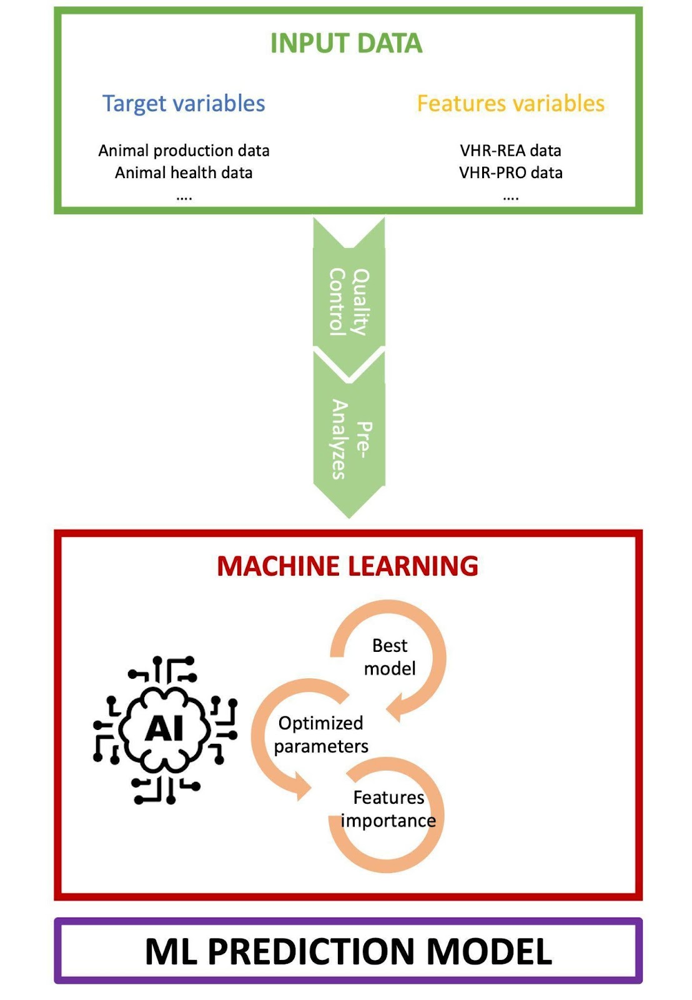 INPUT DATA
Target variables
Animal production data
Animal health data
....
Features variables
VHR-REA data
VHR-PRO data
....
Quality
Control
Pre-
Analyzes
MACHINE LEARNING
AI
Best
model
Optimized
parameters
Features
importance
ML PREDICTION MODEL